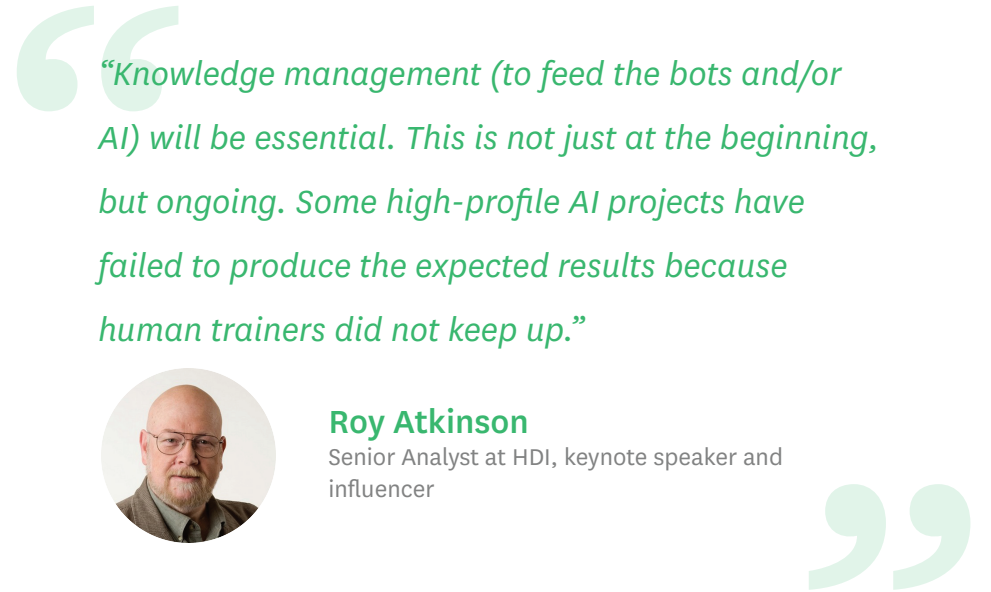 “Knowledge management (to feed the bots and/or
AI) will be essential. This is not just at the beginning,
but ongoing. Some high-profile AI projects have
failed to produce the expected results because
human trainers did not keep up.”
Roy Atkinson
Senior Analyst at HDI, keynote speaker and
influencer